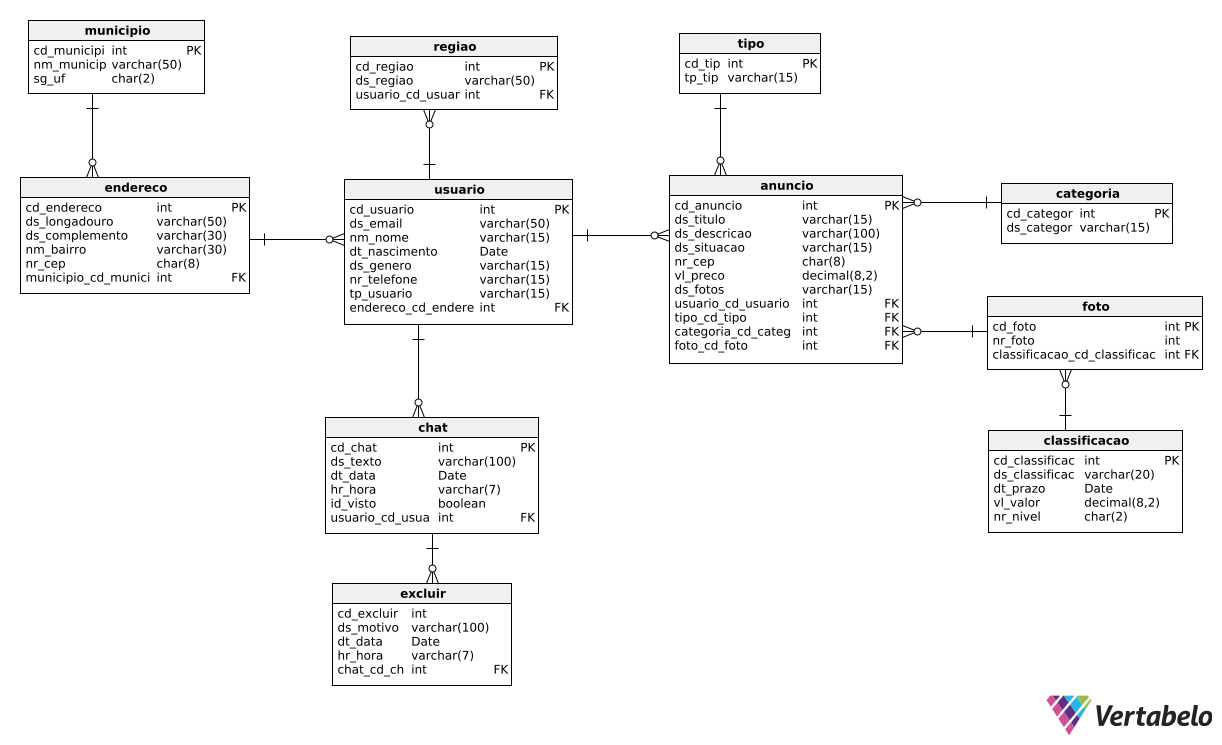 municipio
cd_municipi int PK
nm_municip varchar(50)
sg_uf char(2)
regiao
cd_regiao int PK
ds_regiao varchar(50)
usuario_cd_usuar int FK
tipo
cd_tip int PK
tp_tip varchar(15)
endereco
cd_endereco int PK
ds_longadouro varchar(50)
ds_complemento varchar(30)
nm_bairro varchar(30)
nr_cep char(8)
municipio_cd_munici int FK
usuario
cd_usuario int PK
ds_email varchar(50)
nm_nome varchar(15)
dt_nascimento Date
ds_genero varchar(15)
nr_telefone varchar(15)
tp_usuario varchar(15)
endereco_cd_endere int FK
anuncio
cd_anuncio int PK
ds_titulo varchar(15)
ds_descricao varchar(100)
ds_situacao varchar(15)
nr_cep char(8)
vl_preco decimal(8,2)
ds_fotos varchar(15)
usuario_cd_usuario int FK
tipo_cd_tipo int FK
categoria_cd_categ int FK
foto_cd_foto int FK
categoria
cd_categor int PK
ds_categor varchar(15)
foto
cd_foto int PK
nr_foto int
classificacao_cd_classificac int FK
chat
cd_chat int PK
ds_texto varchar(100)
dt_data Date
hr_hora varchar(7)
id_visto boolean
usuario_cd_usua int FK
classificacao
cd_classificac int PK
ds_classificac varchar(20)
dt_prazo Date
vl_valor decimal(8,2)
nr_nivel char(2)
excluir
cd_excluir int
ds_motivo varchar(100)
dt_data Date
hr_hora varchar(7)
chat_cd_ch int FK
Vertabelo